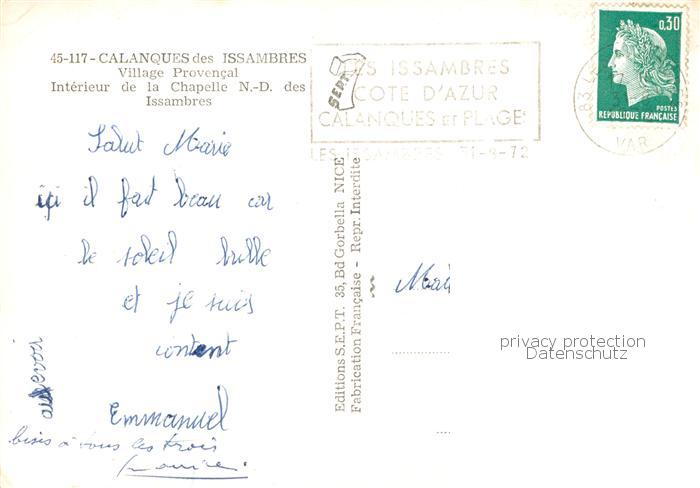 45-117 - CALANQUES des ISSAMBRES
Village Provençal
Intérieur de la Chapelle N.-D. des
Issambres
Salut Marie
ici il fait beau car
le soleil brille
et je suis
content
Emmanuel
aurevoir
bises à vous les trois
SEPT
LES ISSAMBRES
COTE D'AZUR
CALANQUES et PLAGES
LES ISSAMBRES 31-8-72
0,30
POSTES
REPUBLIQUE FRANÇAISE
83
VAR
Editions S.E.P.T. 35, Bd Gorbella NICE
Fabrication Française - Repr. Interdite
privacy protection
Datenschutz